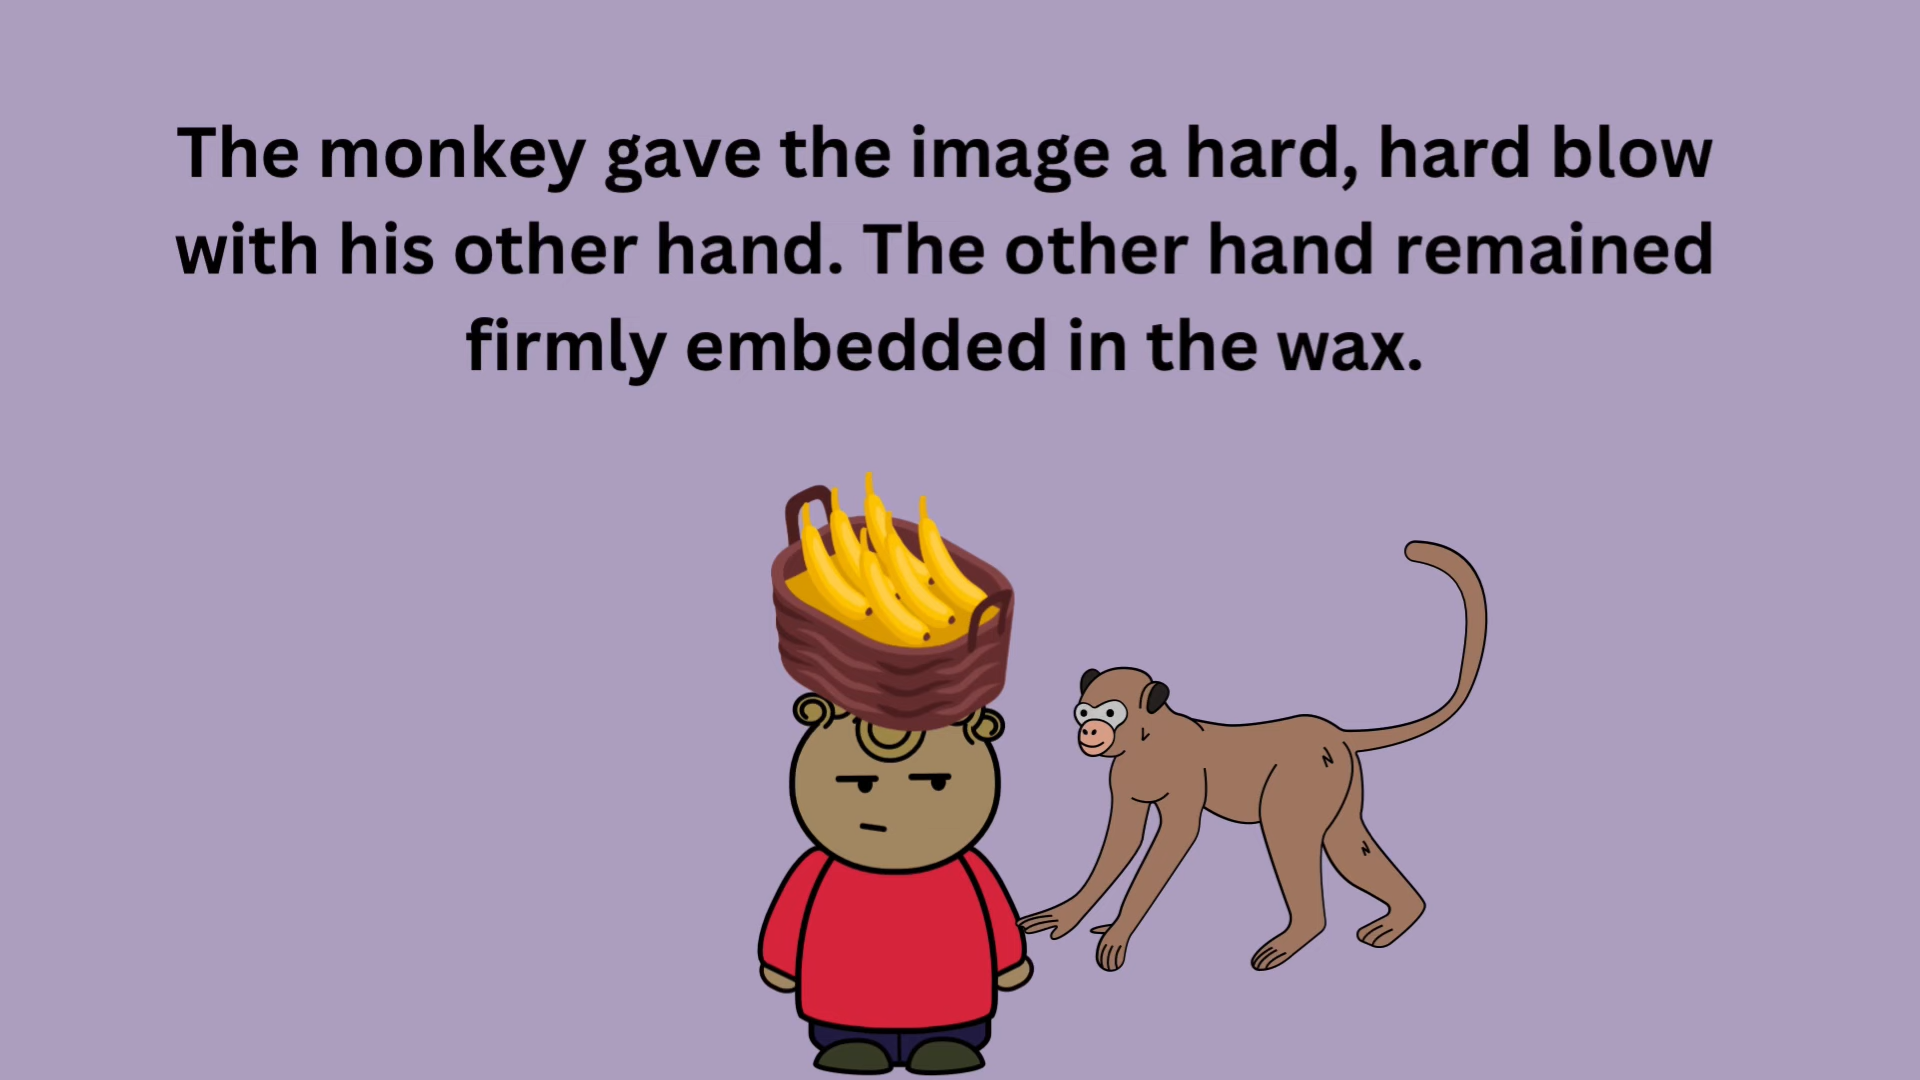 The monkey gave the image a hard, hard blow
with his other hand. The other hand remained
firmly embedded in the wax.